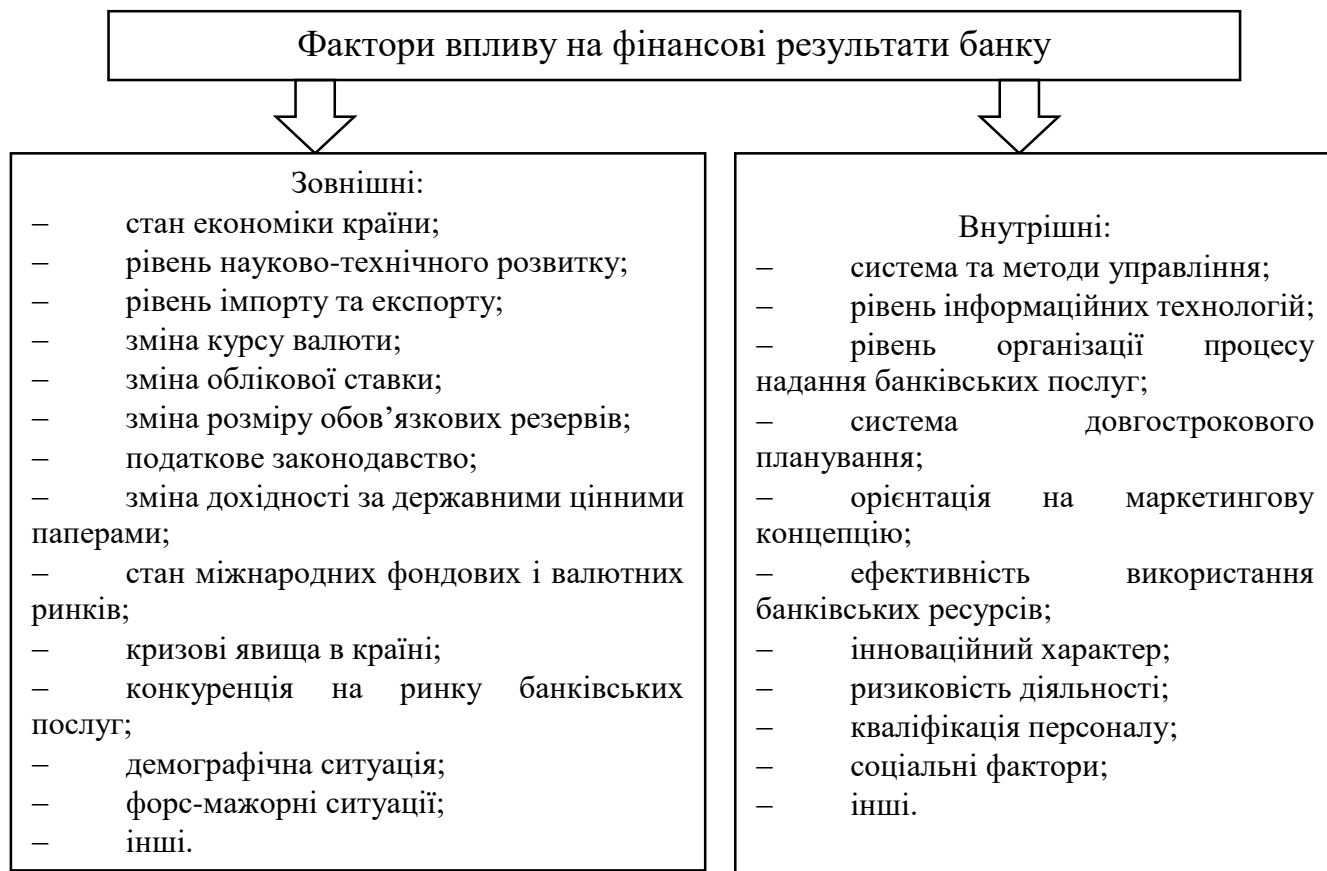 Фактори впливу на фінансові результати банку
Зовнішні:
– стан економіки країни;
– рівень науково-технічного розвитку;
– рівень імпорту та експорту;
– зміна курсу валюти;
– зміна облікової ставки;
– зміна розміру обов’язкових резервів;
– податкове законодавство;
– зміна дохідності за державними цінними
паперами;
– стан міжнародних фондових і валютних
ринків;
– кризові явища в країні;
– конкуренція на ринку банківських
послуг;
– демографічна ситуація;
– форс-мажорні ситуації;
– інші.
Внутрішні:
– система та методи управління;
– рівень інформаційних технологій;
– рівень організації процесу
надання банківських послуг;
– система довгострокового
планування;
– орієнтація на маркетингову
концепцію;
– ефективність використання
банківських ресурсів;
– інноваційний характер;
– ризиковість діяльності;
– кваліфікація персоналу;
– соціальні фактори;
– інші.